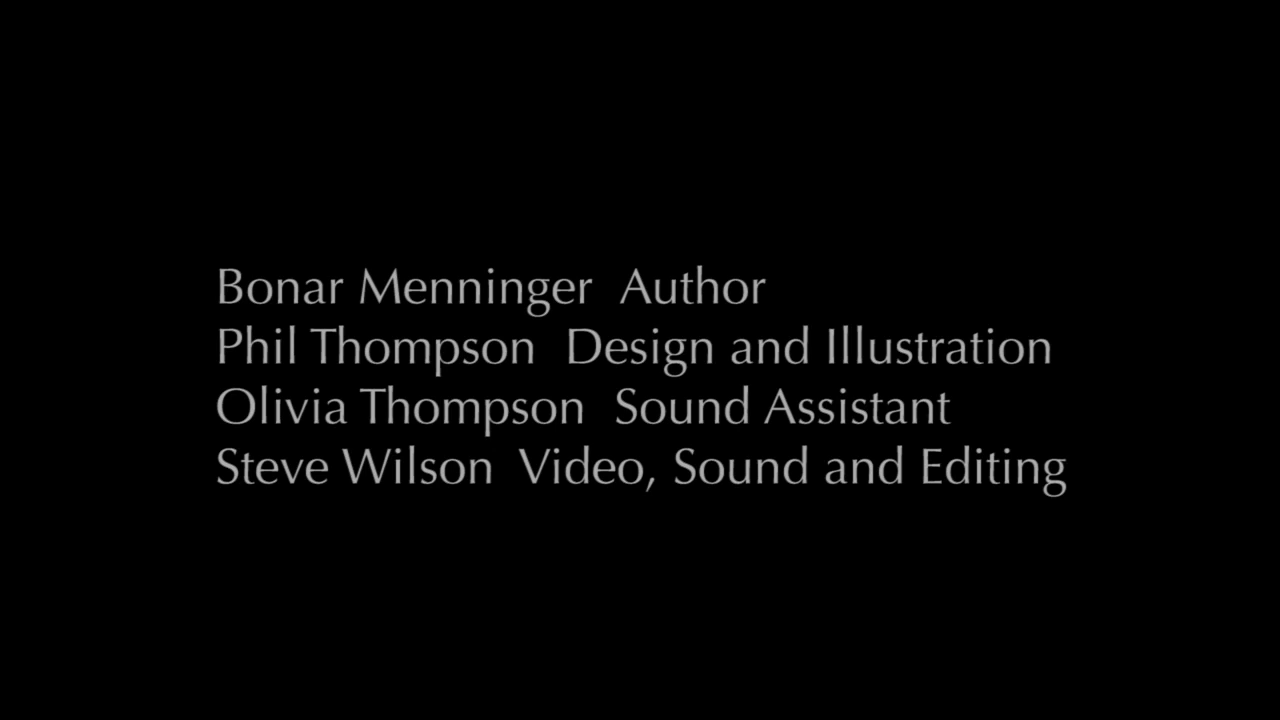 Bonar Menninger  Author
Phil Thompson  Design and Illustration
Olivia Thompson  Sound Assistant
Steve Wilson  Video, Sound and Editing